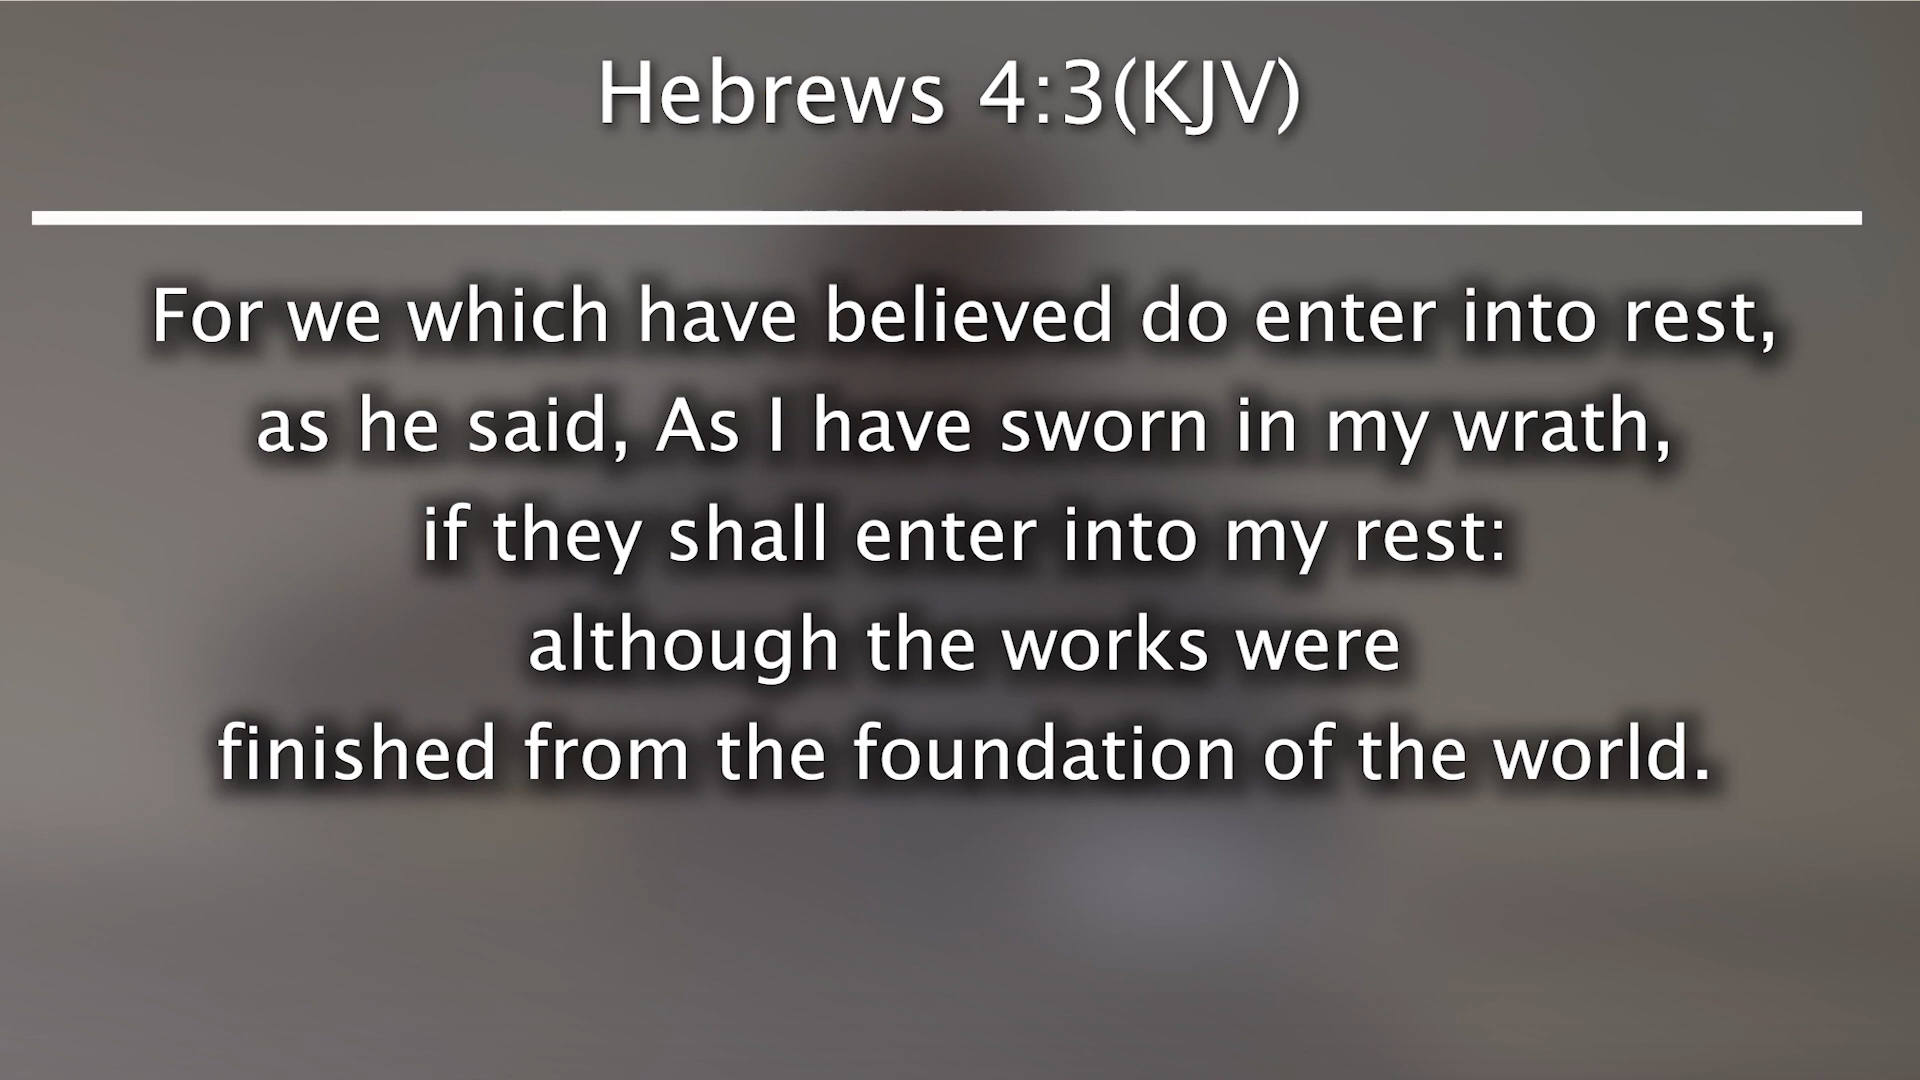 Hebrews 4:3(KJV)
For we which have believed do enter into rest,
as he said, As I have sworn in my wrath,
if they shall enter into my rest:
although the works were
finished from the foundation of the world.